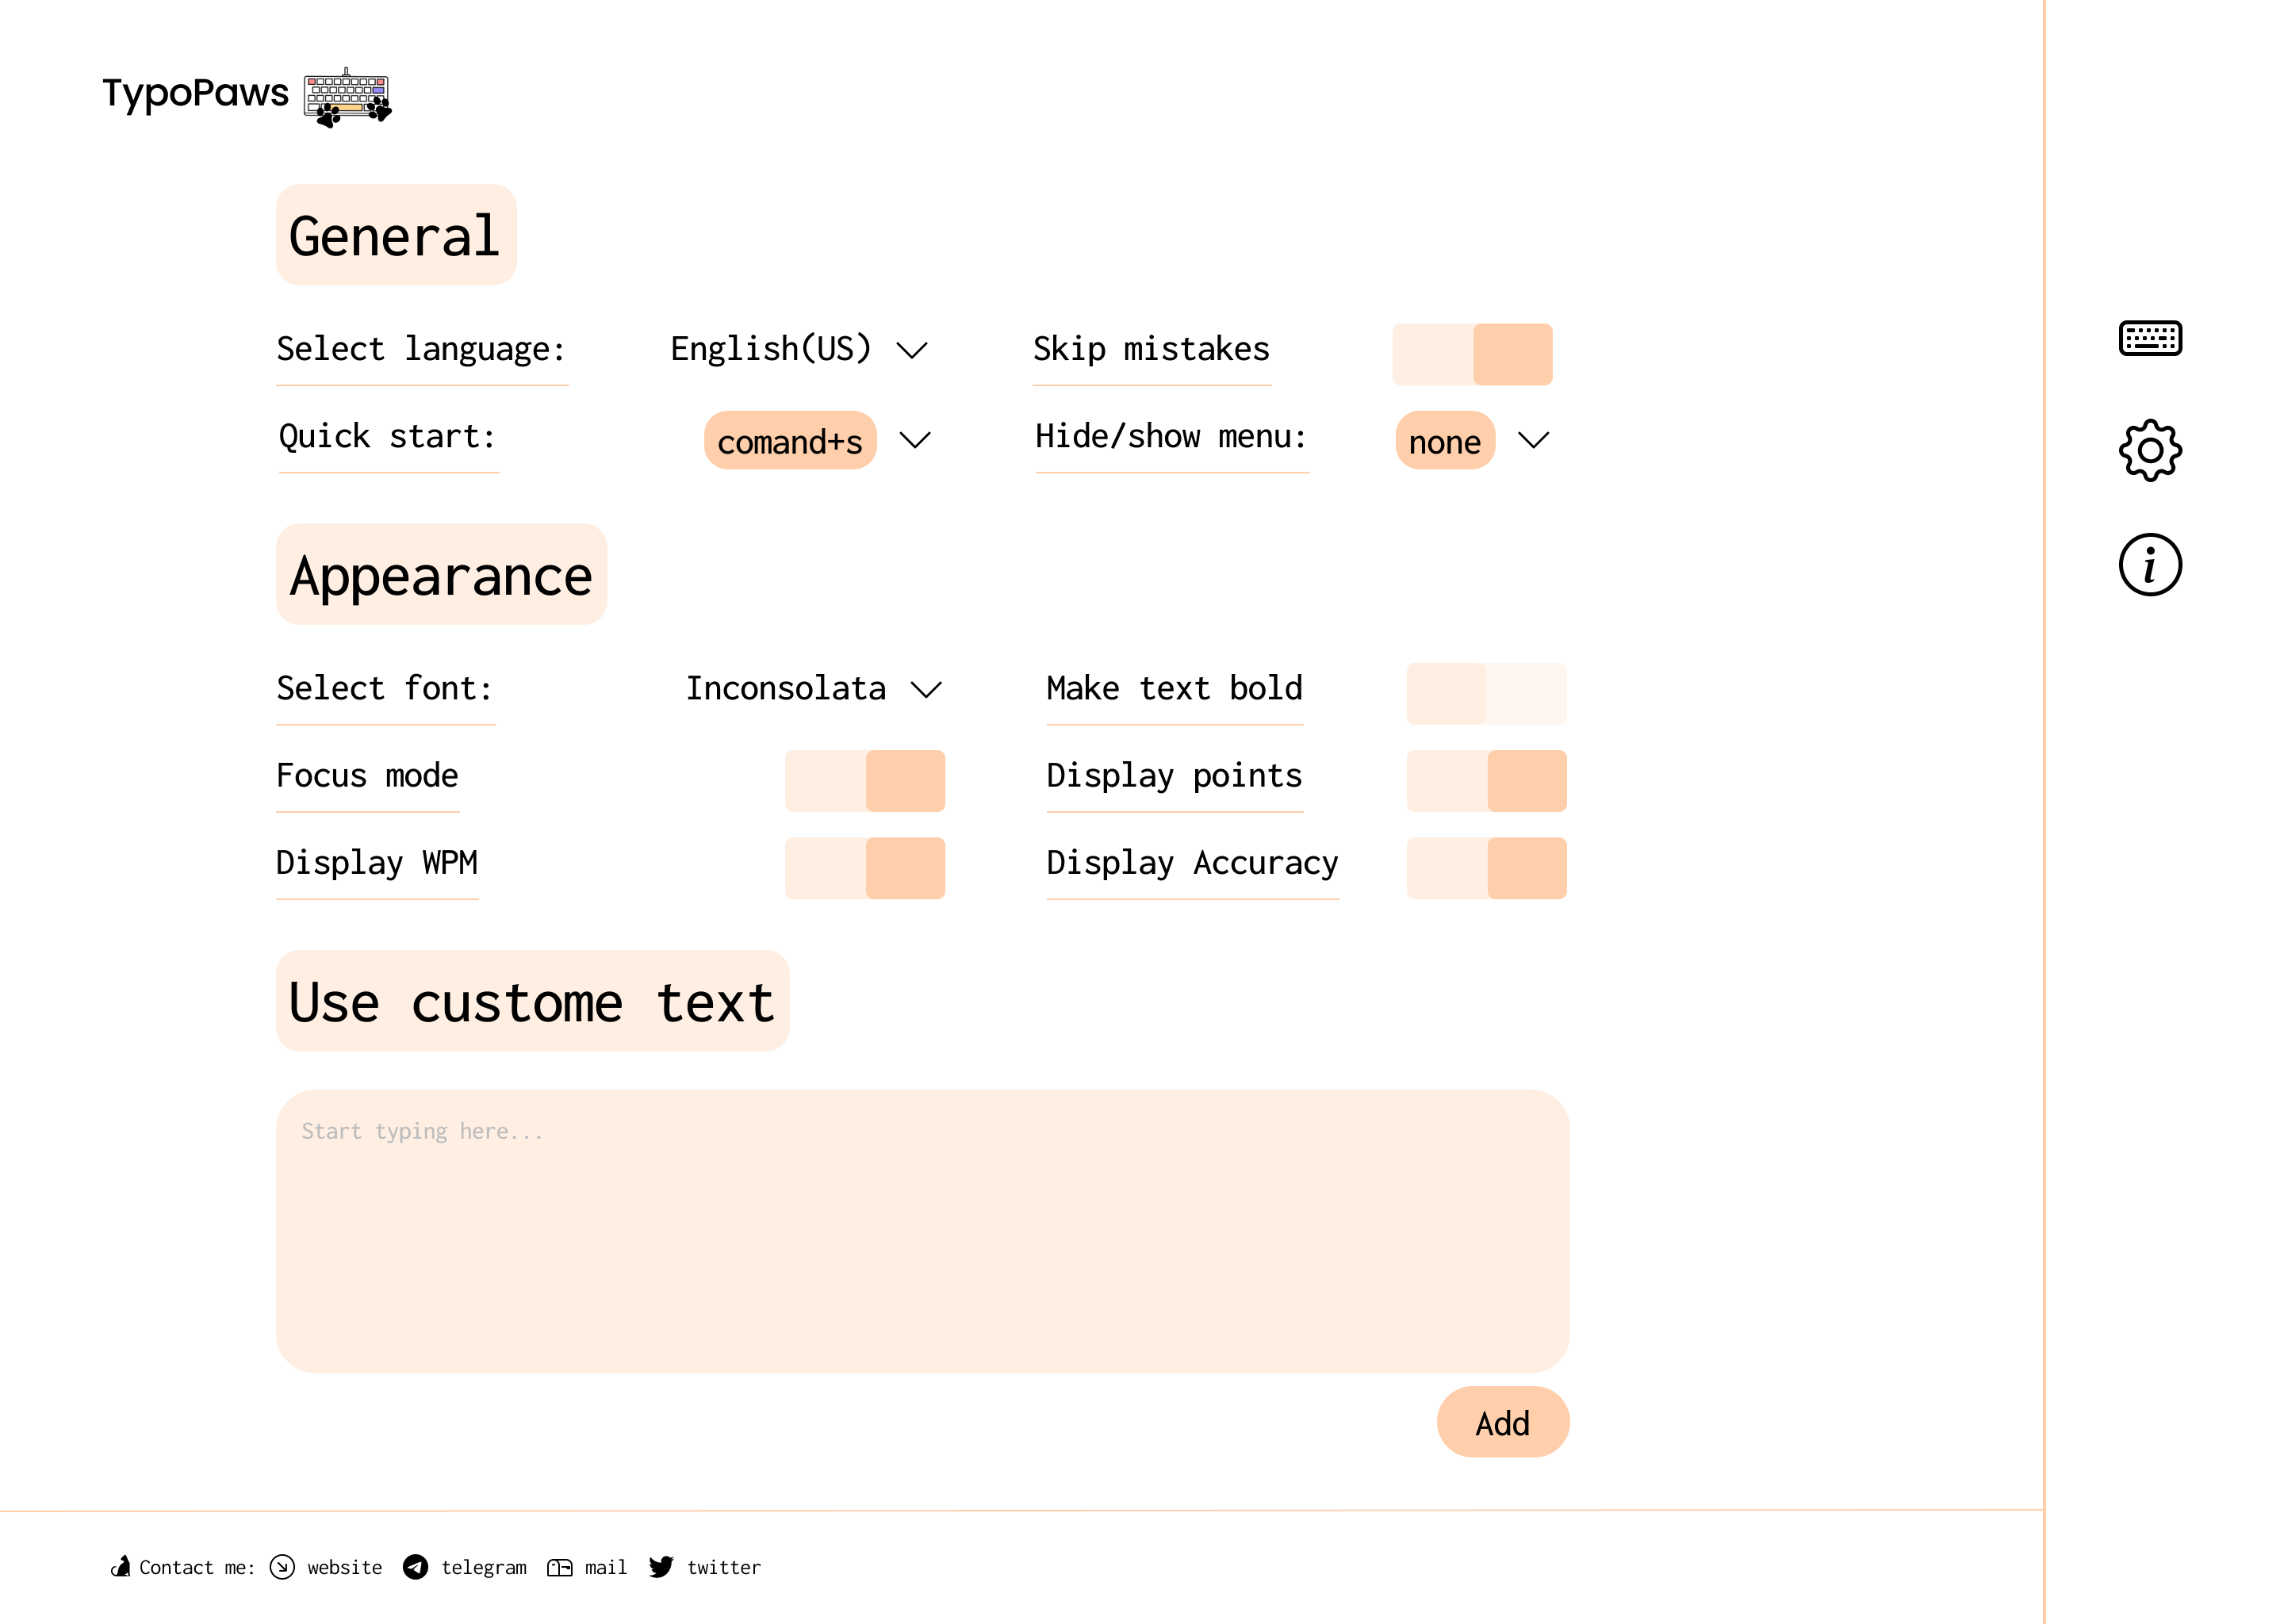 TypoPaws
General
Select language: English(US) Skip mistakes
Quick start: comand+s Hide/show menu: none
Appearance
Select font: Inconsolata Make text bold
Focus mode Display points
Display WPM Display Accuracy
Use custome text
Start typing here...
Add
Contact me: website telegram mail twitter